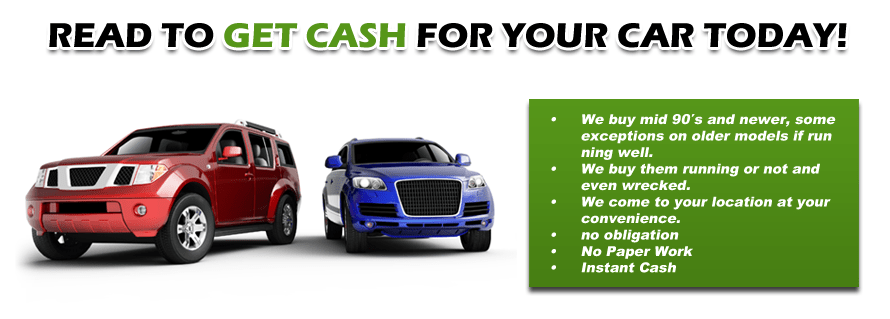 READ TO GET CASH FOR YOUR CAR TODAY!
• We buy mid 90's and newer, some
exceptions on older models if run
ning well.
• We buy them running or not and
even wrecked.
• We come to your location at your
convenience.
• no obligation
• No Paper Work
• Instant Cash